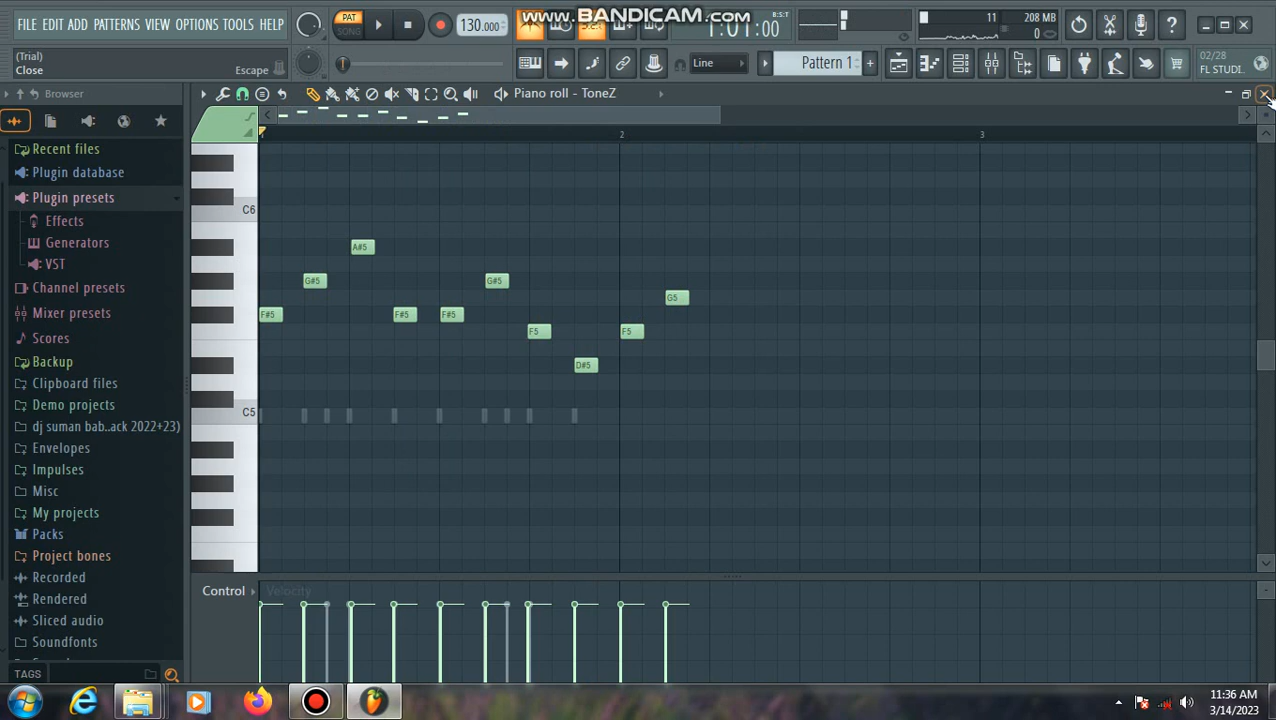 FILE EDIT ADD PATTERNS VIEW OPTIONS TOOLS HELP
PAT
SONG
130.000
www.BANDICAM.com
1:01:00
B:S:T
11
208 MB
0
(Trial)
Close
Escape
Line
Pattern 1
02/28
FL STUDI..
Browser
Piano roll - ToneZ
Recent files
Plugin database
Plugin presets
Effects
Generators
VST
Channel presets
Mixer presets
Scores
Backup
Clipboard files
Demo projects
dj suman bab..ack 2022+23)
Envelopes
Impulses
Misc
My projects
Packs
Project bones
Recorded
Rendered
Sliced audio
Soundfonts
TAGS
2
3
C6
A#5
G#5
G#5
G5
F#5
F#5
F#5
F5
F5
D#5
C5
Control
Velocity
11:36 AM
3/14/2023